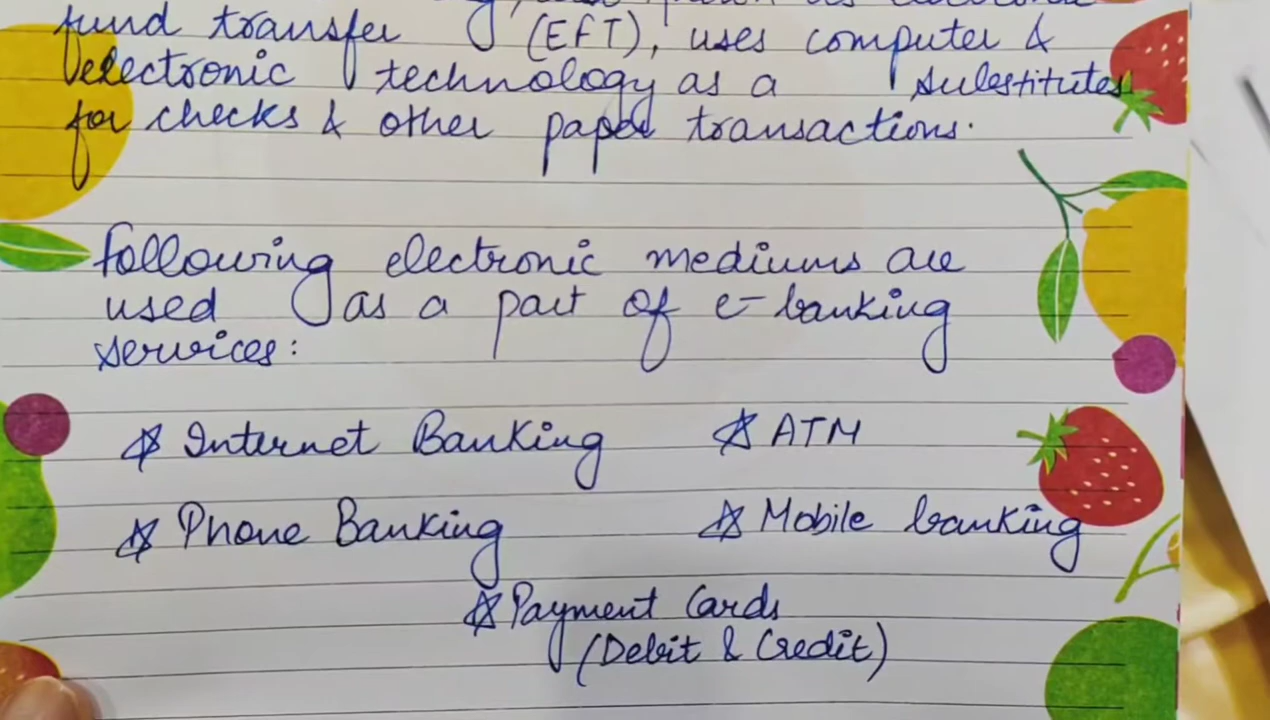 fund transfer (EFT), uses computer &
electronic technology as a sulestitutes
for checks & other paper transactions.
Following electronic mediums are
used as a part of e-banking
services:
☆ Internet Banking ☆ ATM
☆ Phone Banking ☆ Mobile banking
☆ Payment Cards
(Debit & Credit)